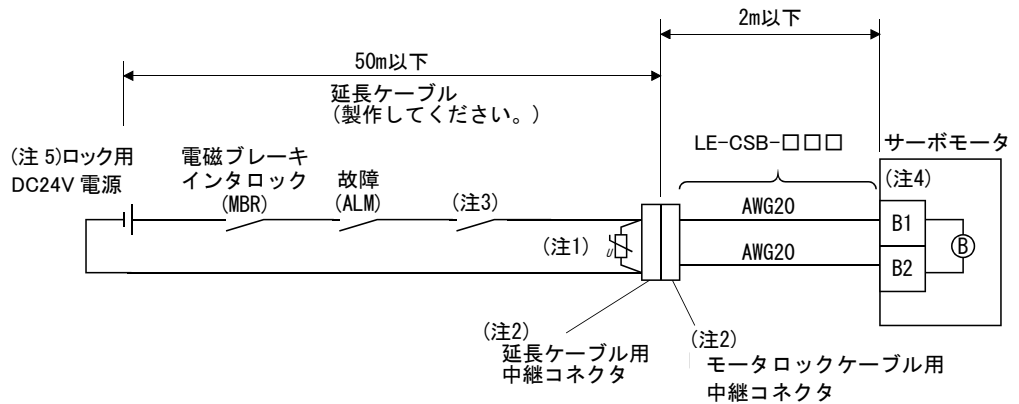 2m以下
50m以下
延長ケーブル
(製作してください。)
LE-CSB-□□□
サーボモータ
(注 5)ロック用
DC24V 電源
電磁ブレーキ
インタロック
(MBR)
故障
(ALM)
(注3)
(注1)
U
AWG20
AWG20
(注4)
B1
B2
B
(注2)
延長ケーブル用
中継コネクタ
(注2)
モータロックケーブル用
中継コネクタ